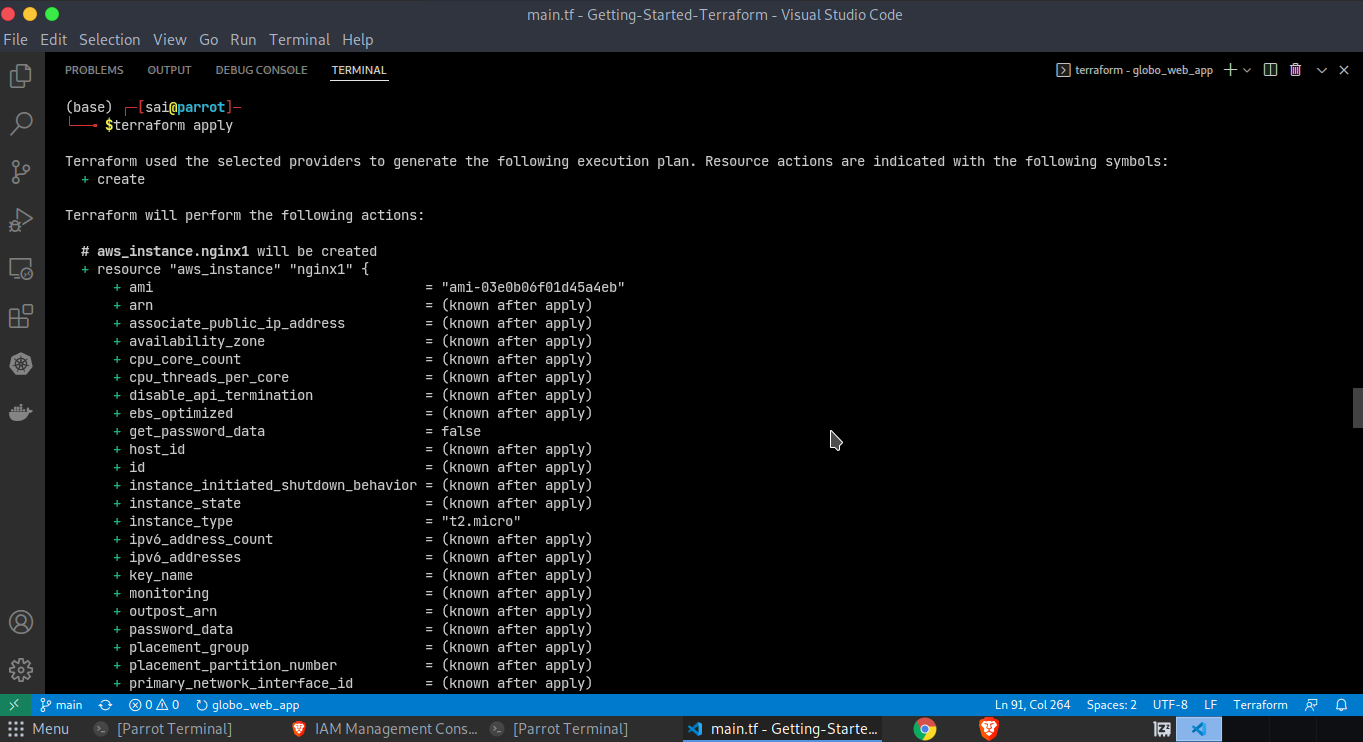 main.tf - Getting-Started-Terraform - Visual Studio Code
File Edit Selection View Go Run Terminal Help
PROBLEMS OUTPUT DEBUG CONSOLE TERMINAL terraform - globo_web_app
(base) ┌─[sai@parrot]─
└──• $terraform apply
Terraform used the selected providers to generate the following execution plan. Resource actions are indicated with the following symbols:
+ create
Terraform will perform the following actions:
# aws_instance.nginx1 will be created
+ resource "aws_instance" "nginx1" {
+ ami = "ami-03e0b06f01d45a4eb"
+ arn = (known after apply)
+ associate_public_ip_address = (known after apply)
+ availability_zone = (known after apply)
+ cpu_core_count = (known after apply)
+ cpu_threads_per_core = (known after apply)
+ disable_api_termination = (known after apply)
+ ebs_optimized = (known after apply)
+ get_password_data = false
+ host_id = (known after apply)
+ id = (known after apply)
+ instance_initiated_shutdown_behavior = (known after apply)
+ instance_state = (known after apply)
+ instance_type = "t2.micro"
+ ipv6_address_count = (known after apply)
+ ipv6_addresses = (known after apply)
+ key_name = (known after apply)
+ monitoring = (known after apply)
+ outpost_arn = (known after apply)
+ password_data = (known after apply)
+ placement_group = (known after apply)
+ placement_partition_number = (known after apply)
+ primary_network_interface_id = (known after apply)
main 0 0 globo_web_app Ln 91, Col 264 Spaces: 2 UTF-8 LF Terraform
Menu [Parrot Terminal] IAM Management Cons... [Parrot Terminal] main.tf - Getting-Starte...